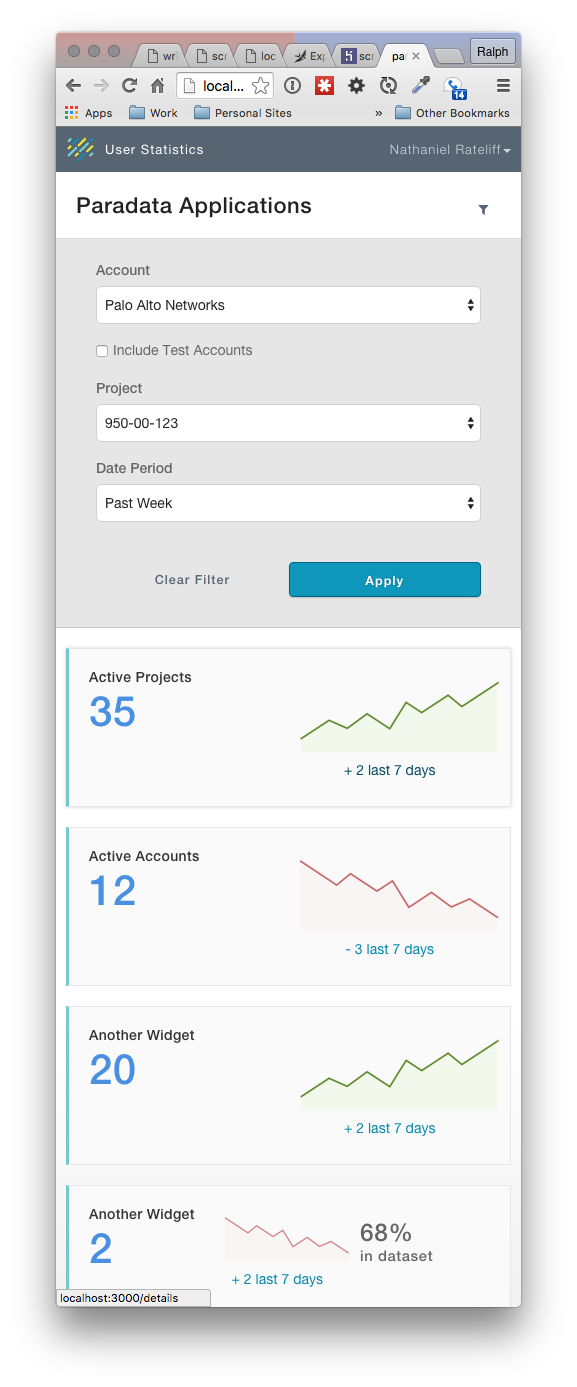 wr
scr
loc
Exp
scr
pa
Ralph
local...
14
Apps
Work
Personal Sites
»
Other Bookmarks
User Statistics
Nathaniel Rateliff
Paradata Applications
Account
Palo Alto Networks
Include Test Accounts
Project
950-00-123
Date Period
Past Week
Clear Filter
Apply
Active Projects
35
+ 2 last 7 days
Active Accounts
12
- 3 last 7 days
Another Widget
20
+ 2 last 7 days
Another Widget
2
68%
in dataset
+ 2 last 7 days
localhost:3000/details